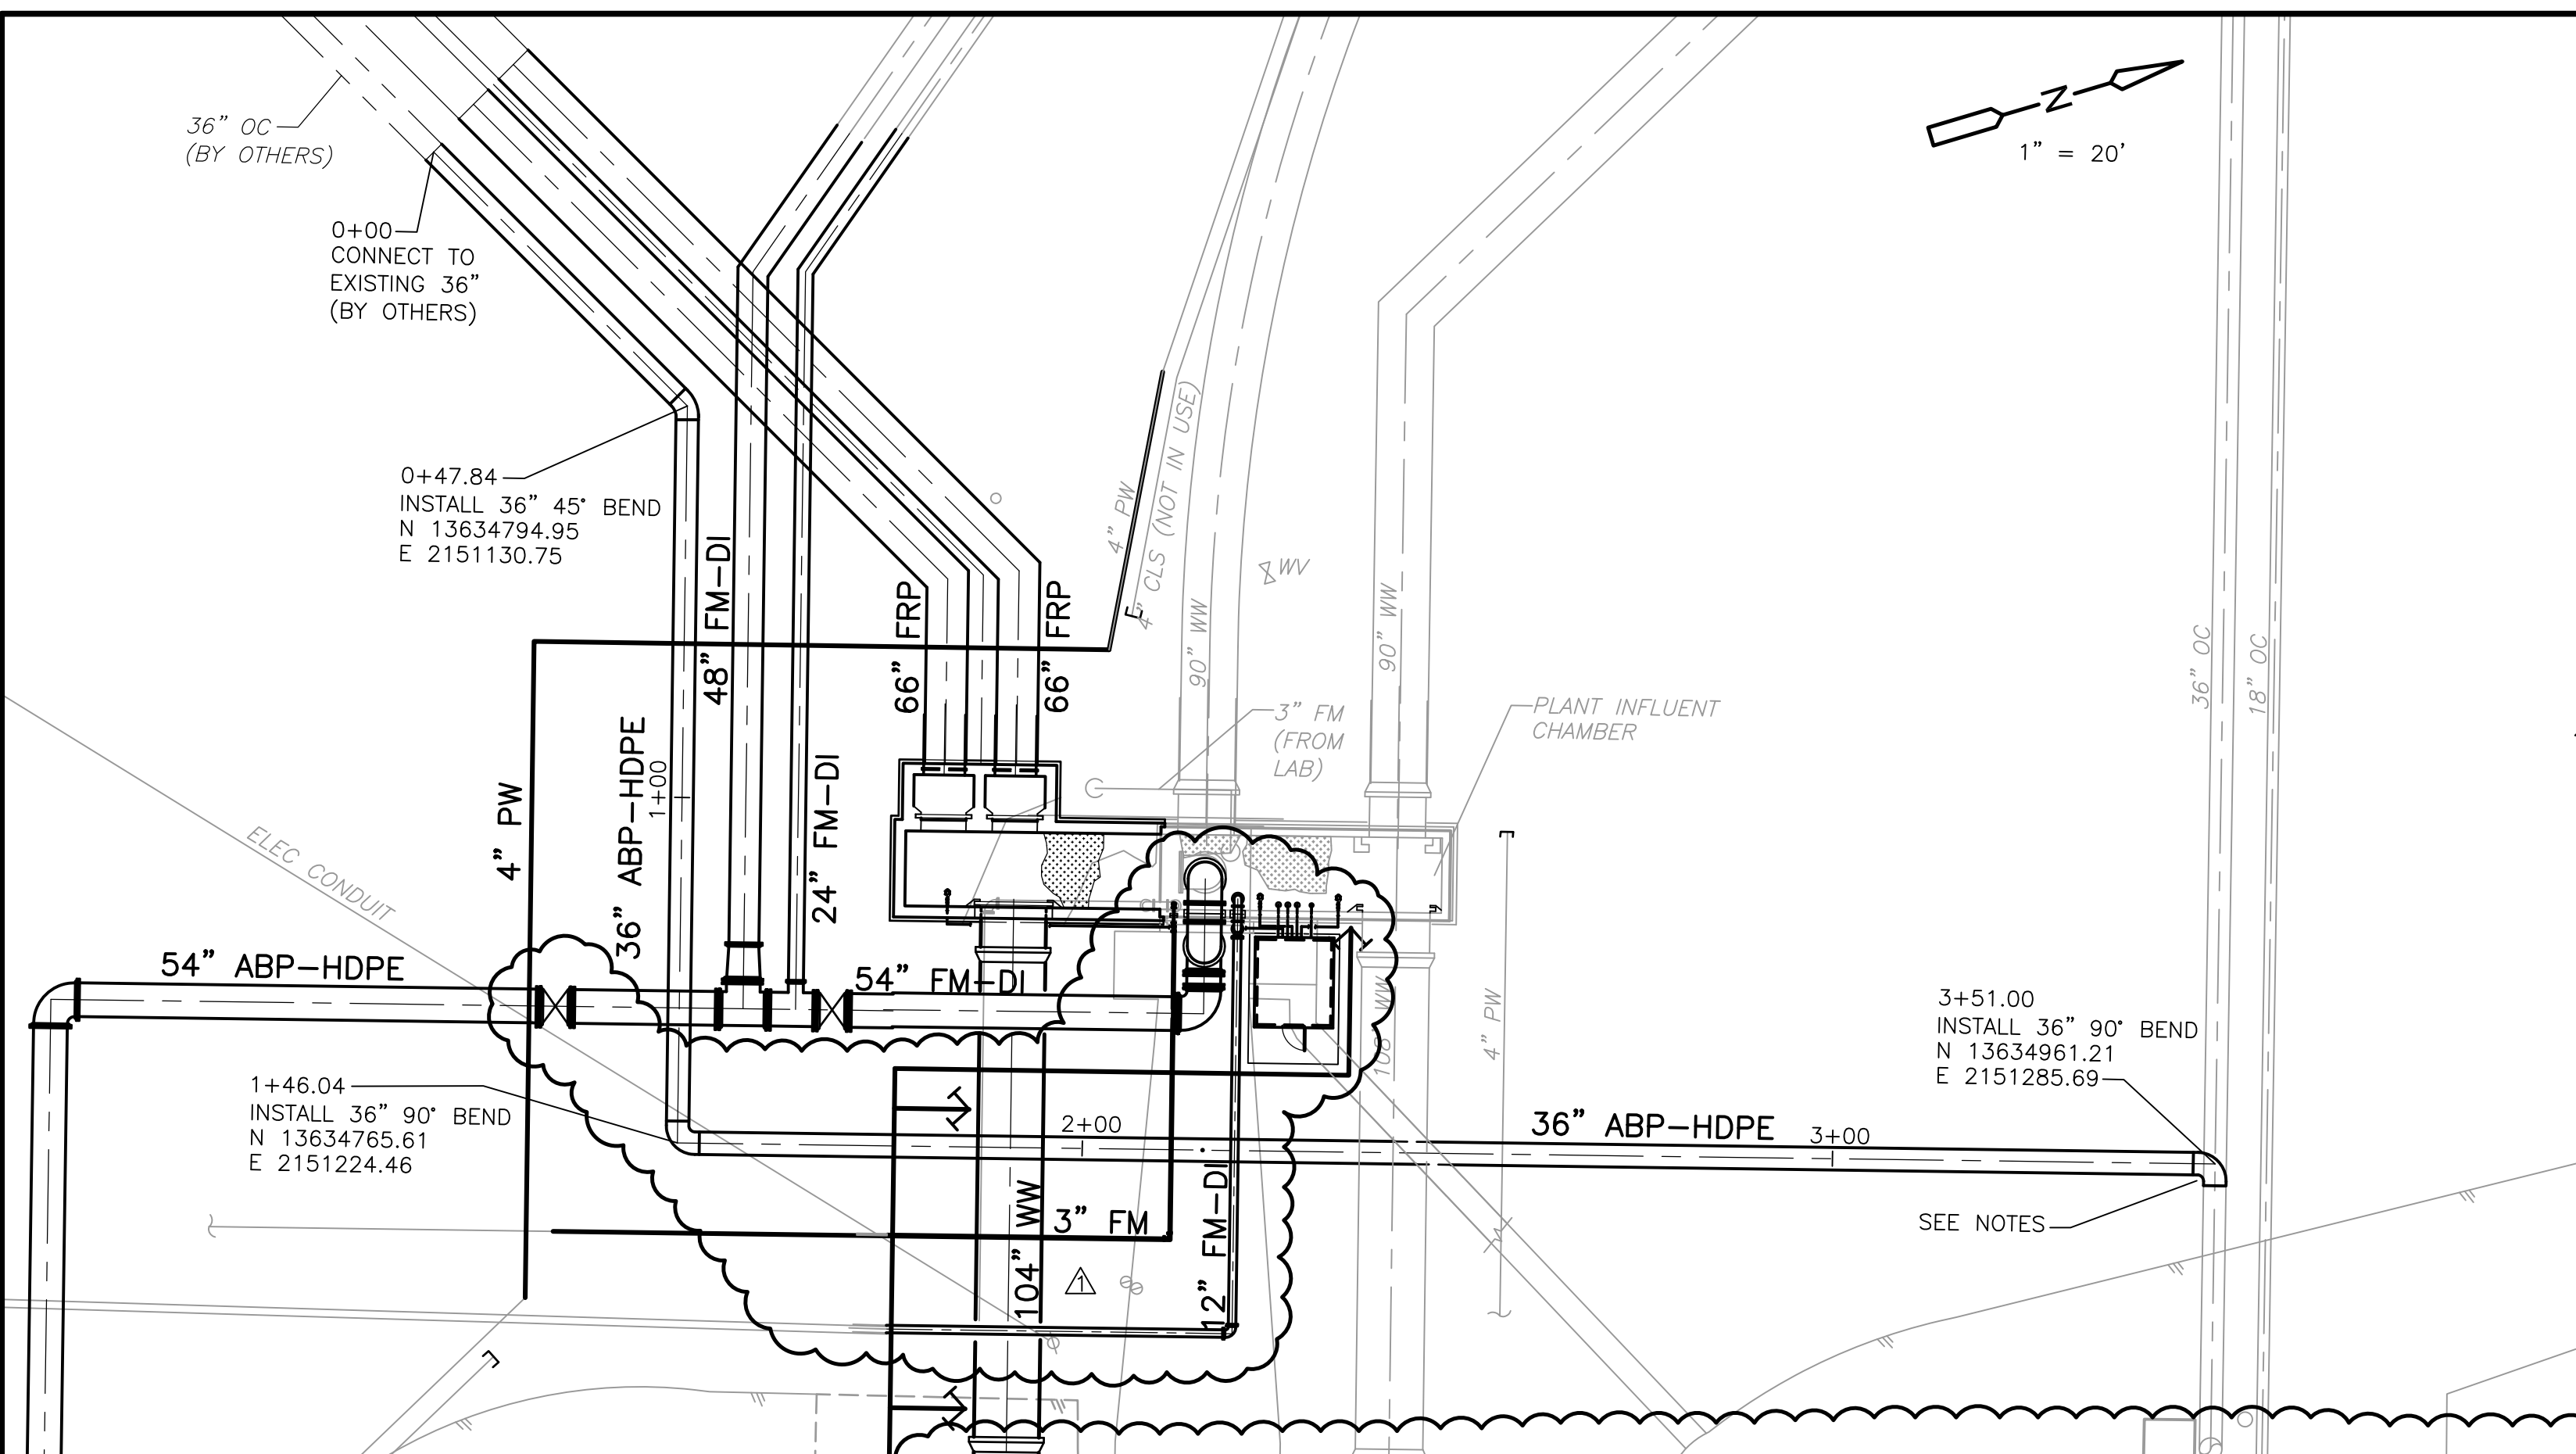 36” OC
(BY OTHERS)
N
1” = 20’
0+00
CONNECT TO
EXISTING 36”
(BY OTHERS)
0+47.84
INSTALL 36” 45° BEND
N 13634794.95
E 2151130.75
48” FM-DI
66” FRP
66” FRP
4” PW
4” CLS (NOT IN USE)
WV
90” WW
90” WW
36” OC
18” OC
3” FM
(FROM
LAB)
PLANT INFLUENT
CHAMBER
4” PW
36” ABP-HDPE
1+00
24” FM-DI
ELEC CONDUIT
54” ABP-HDPE
54” FM-DI
108” WW
4” PW
3+51.00
INSTALL 36” 90° BEND
N 13634961.21
E 2151285.69
1+46.04
INSTALL 36” 90° BEND
N 13634765.61
E 2151224.46
2+00
36” ABP-HDPE
3+00
104” WW
3” FM
12” FM-DI
SEE NOTES
1